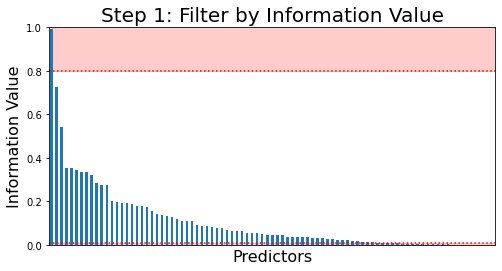 Step 1: Filter by Information Value
1.0
0.8
0.6
0.4
0.2
0.0
Information Value
Predictors